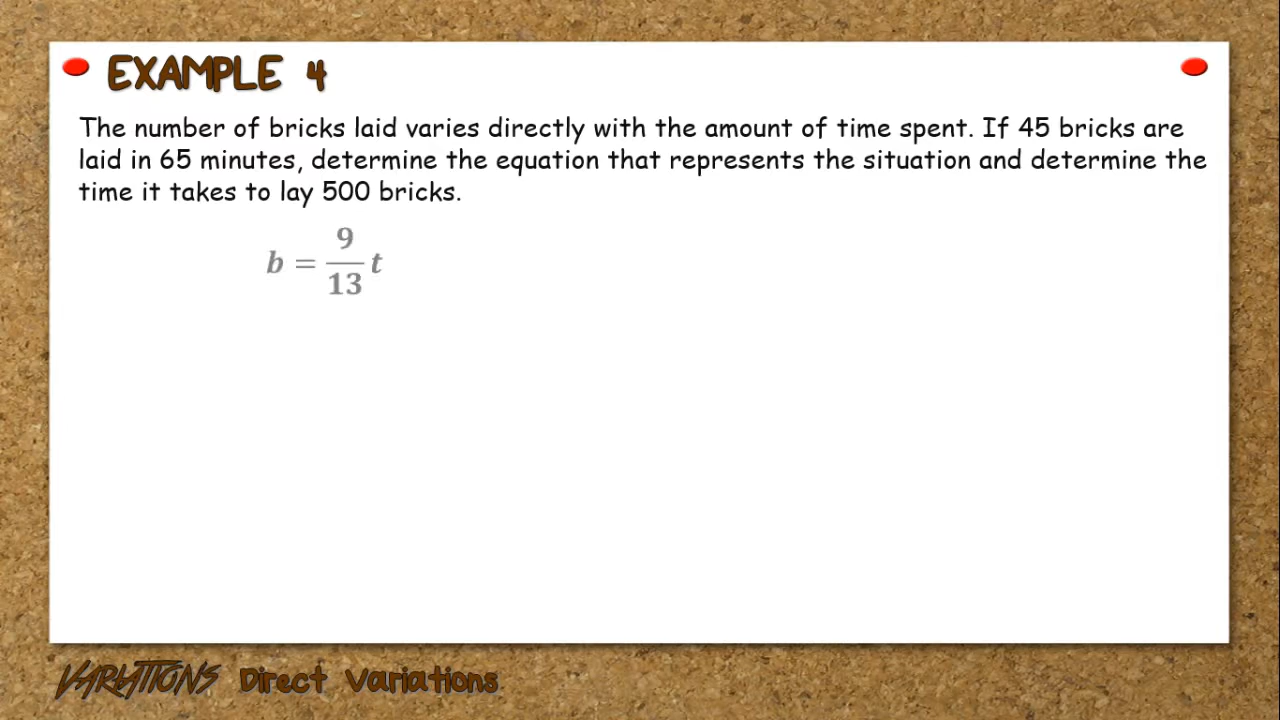 EXAMPLE 4
The number of bricks laid varies directly with the amount of time spent. If 45 bricks are
laid in 65 minutes, determine the equation that represents the situation and determine the
time it takes to lay 500 bricks.
b = 9/13 t
VARIATIONS Direct Variations